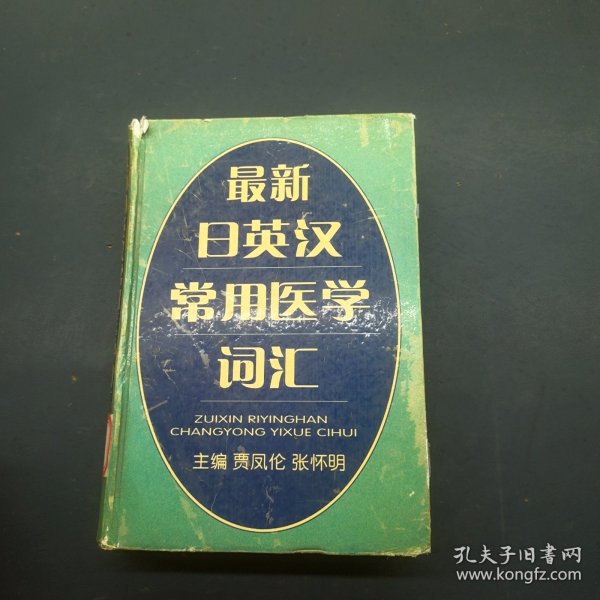 最新
日英汉
常用医学
词汇
ZUIXIN RIYINGHAN
CHANGYONG YIXUE CIHUI
主编 贾凤伦 张怀明
孔夫子旧书网
www.kongfz.com